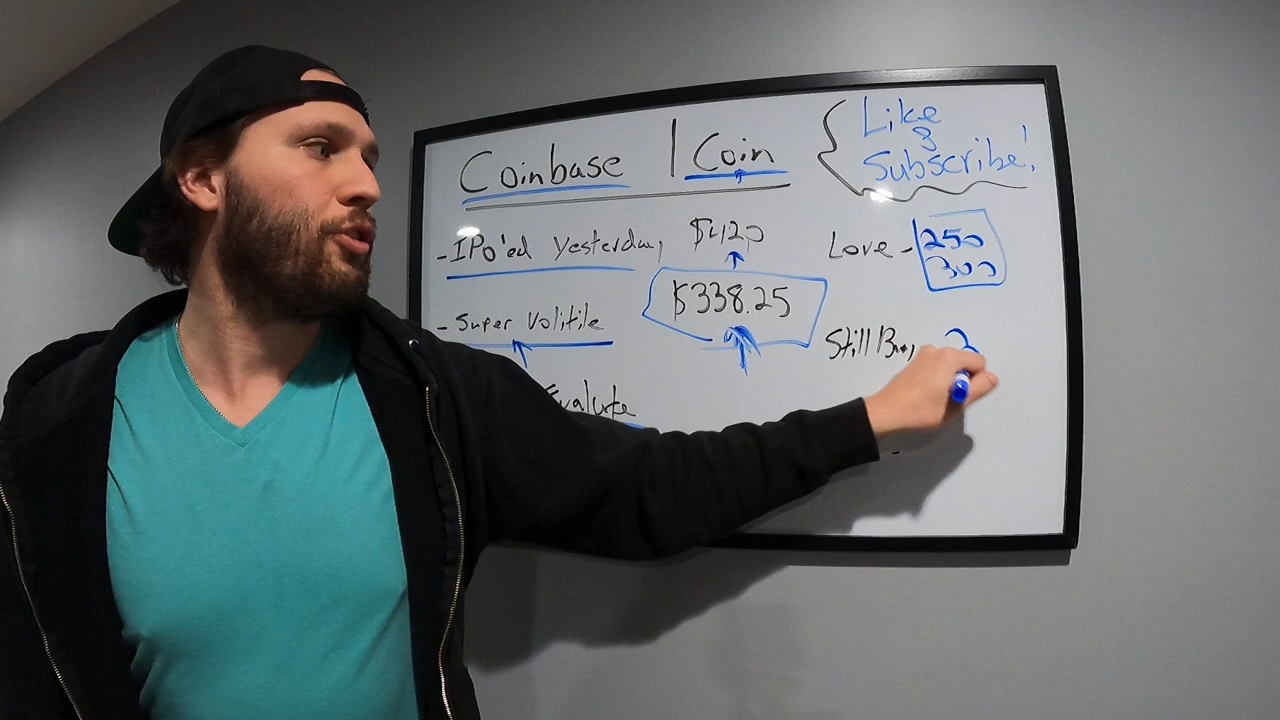 Coinbase | Coin
Like
&
Subscribe!
- IPO'ed Yesterday
$420
$338.25
- Super Volitile
Evalute
Love - 250
300
Still Buy